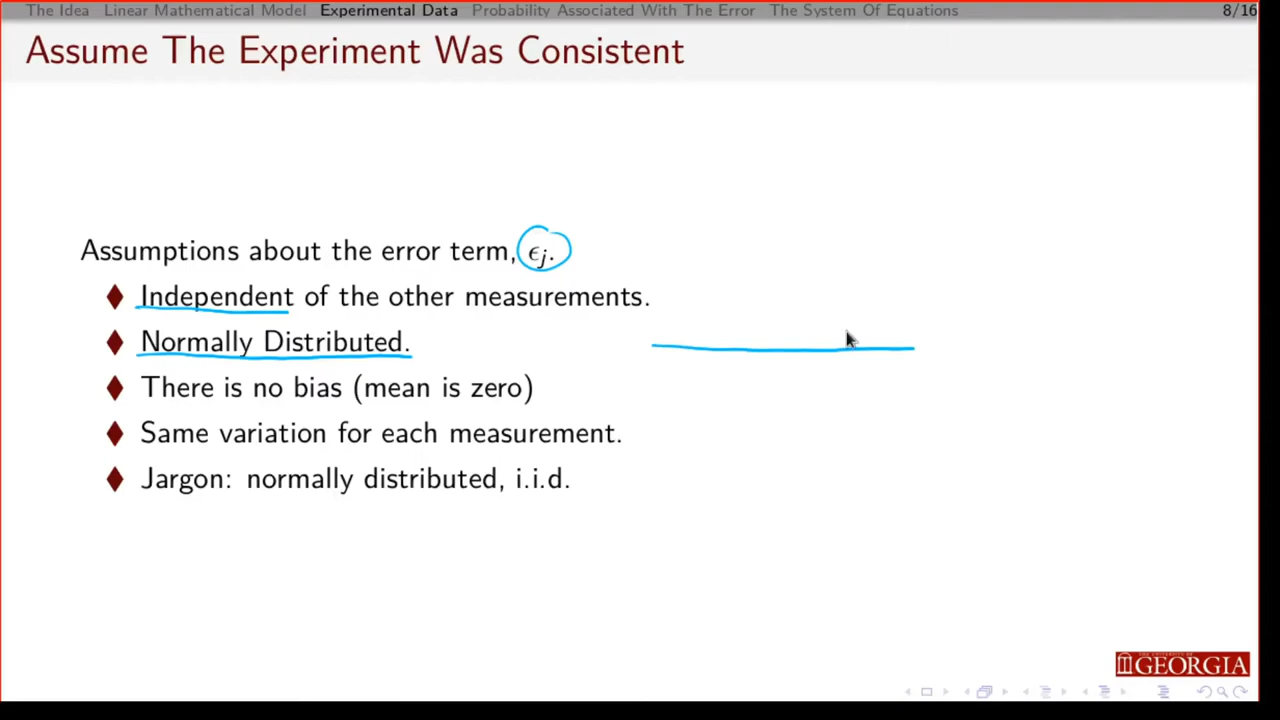 The Idea Linear Mathematical Model Experimental Data Probability Associated With The Error The System Of Equations 8/16
Assume The Experiment Was Consistent
Assumptions about the error term, ϵj.
Independent of the other measurements.
Normally Distributed.
There is no bias (mean is zero)
Same variation for each measurement.
Jargon: normally distributed, i.i.d.
GEORGIA